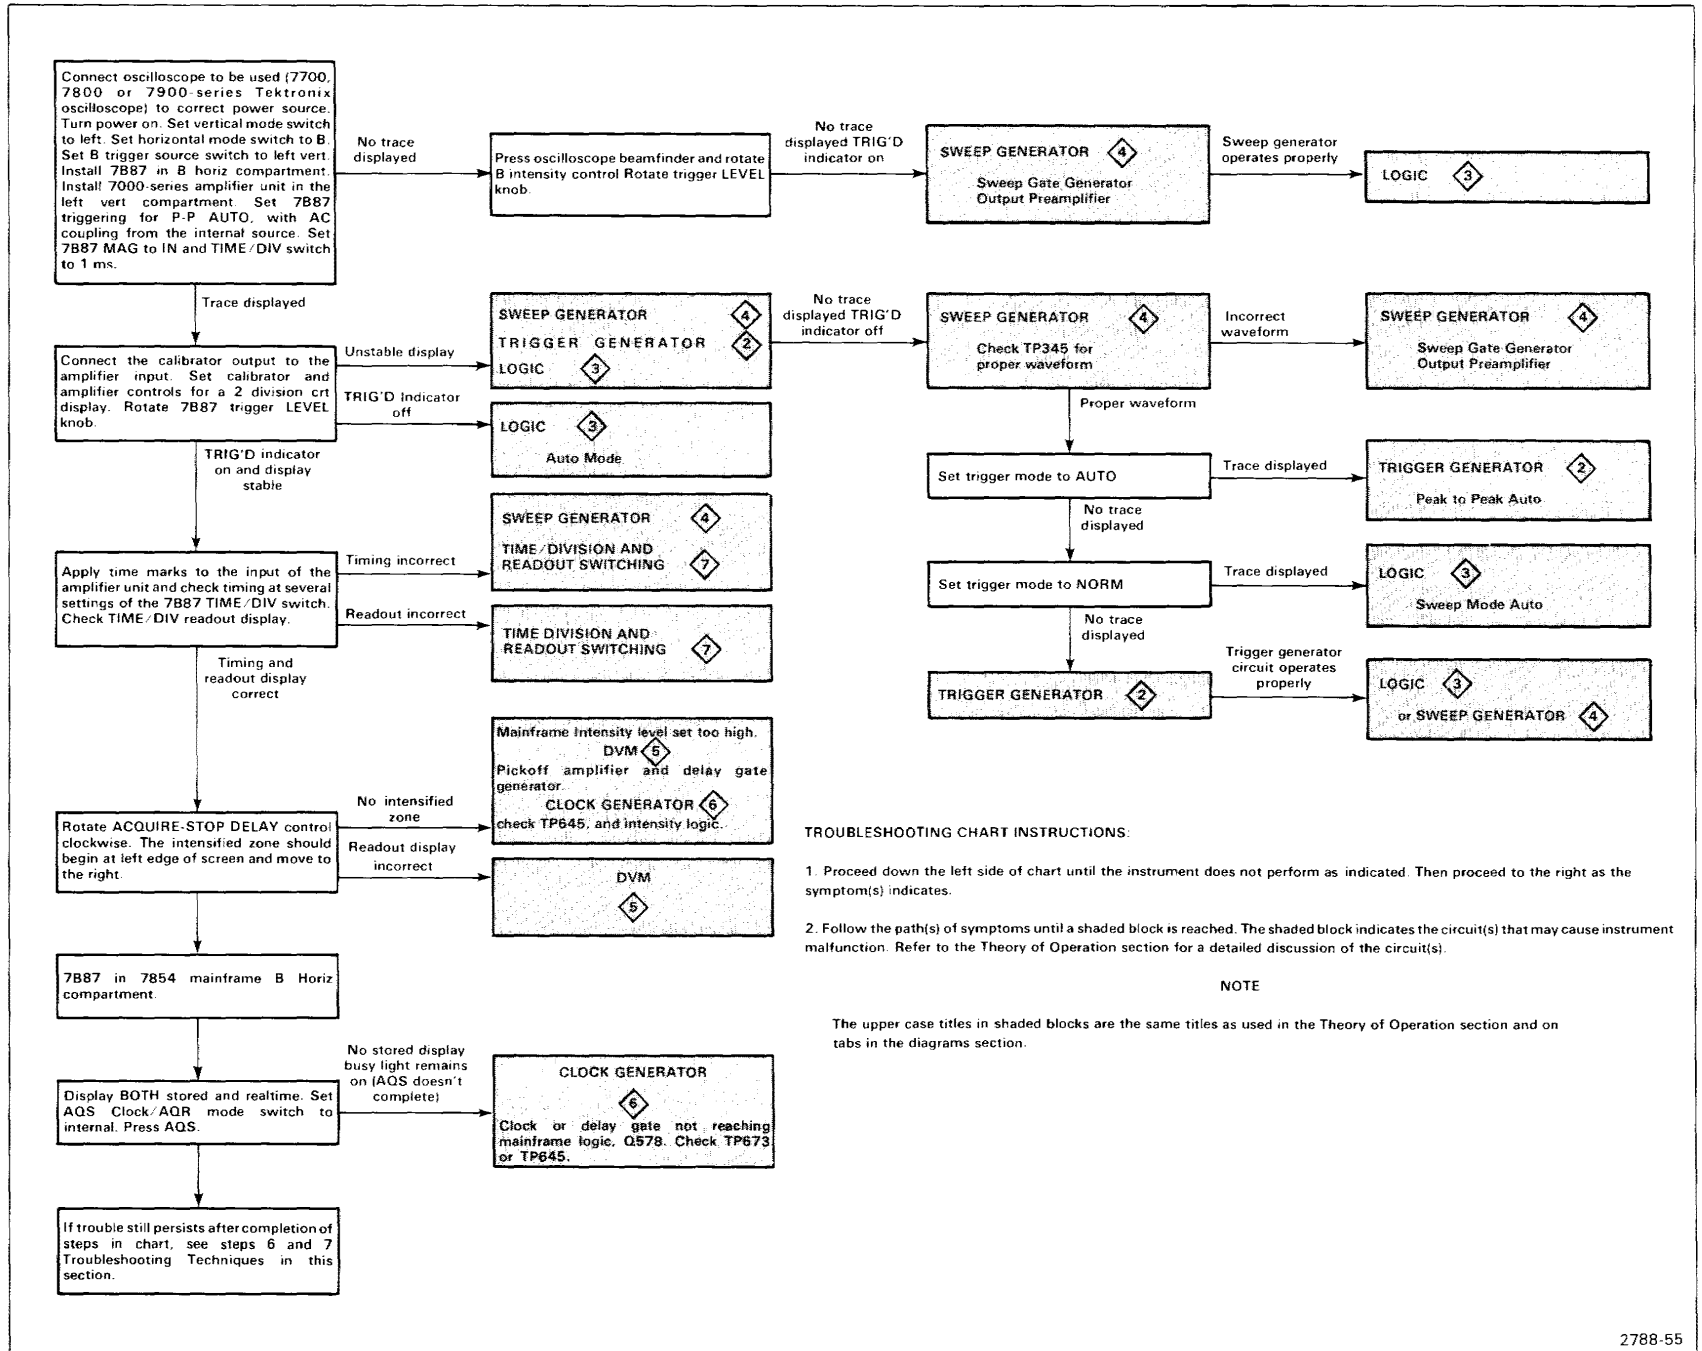 Connect oscilloscope to be used (7700,
7800 or 7900-series Tektronix
oscilloscope) to correct power source.
Turn power on. Set vertical mode switch
to left. Set horizontal mode switch to B.
Set B trigger source switch to left vert.
Install 7B87 in B horiz compartment.
Install 7000-series amplifier unit in the
left vert compartment. Set 7B87
triggering for P-P AUTO, with AC
coupling from the internal source. Set
7B87 MAG to IN and TIME/DIV switch
to 1 ms.
No trace
displayed
Press oscilloscope beamfinder and rotate
B intensity control Rotate trigger LEVEL
knob.
No trace
displayed TRIG'D
indicator on
SWEEP GENERATOR 4
Sweep Gate Generator
Output Preamplifier
Sweep generator
operates properly
LOGIC 3
Trace displayed
Connect the calibrator output to the
amplifier input. Set calibrator and
amplifier controls for a 2 division crt
display. Rotate 7B87 trigger LEVEL
knob.
Unstable display
SWEEP GENERATOR 4
TRIGGER GENERATOR 2
LOGIC 3
No trace
displayed TRIG'D
indicator off
SWEEP GENERATOR 4
Check TP345 for
proper waveform
Incorrect
waveform
SWEEP GENERATOR 4
Sweep Gate Generator
Output Preamplifier
TRIG'D Indicator
off
LOGIC 3
Auto Mode
Proper waveform
Set trigger mode to AUTO
Trace displayed
TRIGGER GENERATOR 2
Peak to Peak Auto
No trace
displayed
Set trigger mode to NORM
Trace displayed
LOGIC 3
Sweep Mode Auto
No trace
displayed
TRIGGER GENERATOR 2
Trigger generator
circuit operates
properly
LOGIC 3
or SWEEP GENERATOR 4
TRIG'D indicator
on and display
stable
Apply time marks to the input of the
amplifier unit and check timing at several
settings of the 7B87 TIME/DIV switch.
Check TIME/DIV readout display.
Timing incorrect
SWEEP GENERATOR 4
TIME/DIVISION AND
READOUT SWITCHING 7
Readout incorrect
TIME DIVISION AND
READOUT SWITCHING 7
Timing and
readout display
correct
Rotate ACQUIRE-STOP DELAY control
clockwise. The intensified zone should
begin at left edge of screen and move to
the right.
No intensified
zone
Mainframe Intensity level set too high.
DVM 5
Pickoff amplifier and delay gate
generator.
CLOCK GENERATOR 6
check TP645, and intensity logic.
Readout display
incorrect
DVM
5
7B87 in 7854 mainframe B Horiz
compartment.
Display BOTH stored and realtime. Set
AQS Clock/AQR mode switch to
internal. Press AQS.
No stored display
busy light remains
on (AQS doesn't
complete)
CLOCK GENERATOR
6
Clock or delay gate not reaching
mainframe logic, Q578. Check TP673
or TP645.
If trouble still persists after completion of
steps in chart, see steps 6 and 7
Troubleshooting Techniques in this
section.
TROUBLESHOOTING CHART INSTRUCTIONS:
1. Proceed down the left side of chart until the instrument does not perform as indicated. Then proceed to the right as the
symptom(s) indicates.
2. Follow the path(s) of symptoms until a shaded block is reached. The shaded block indicates the circuit(s) that may cause instrument
malfunction. Refer to the Theory of Operation section for a detailed discussion of the circuit(s).
NOTE
The upper case titles in shaded blocks are the same titles as used in the Theory of Operation section and on
tabs in the diagrams section.
2788-55